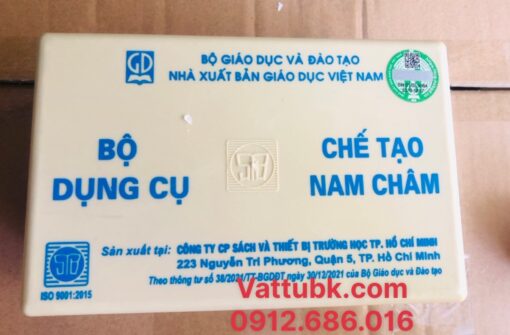 GD
BỘ GIÁO DỤC VÀ ĐÀO TẠO
NHÀ XUẤT BẢN GIÁO DỤC VIỆT NAM
BỘ
DỤNG CỤ
CHẾ TẠO
NAM CHÂM
Sản xuất tại: CÔNG TY CP SÁCH VÀ THIẾT BỊ TRƯỜNG HỌC TP. HỒ CHÍ MINH
223 Nguyễn Tri Phương, Quận 5, TP. Hồ Chí Minh
Theo thông tư số 38/2021/TT-BGDĐT ngày 30/12/2021 của Bộ Giáo dục và Đào tạo
ISO 9001:2015
Vattubk.com
0912.686.016